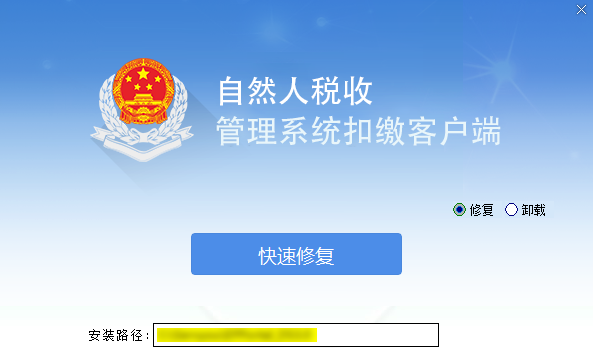 自然人税收
管理系统扣缴客户端
修复 卸载
快速修复
安装路径: